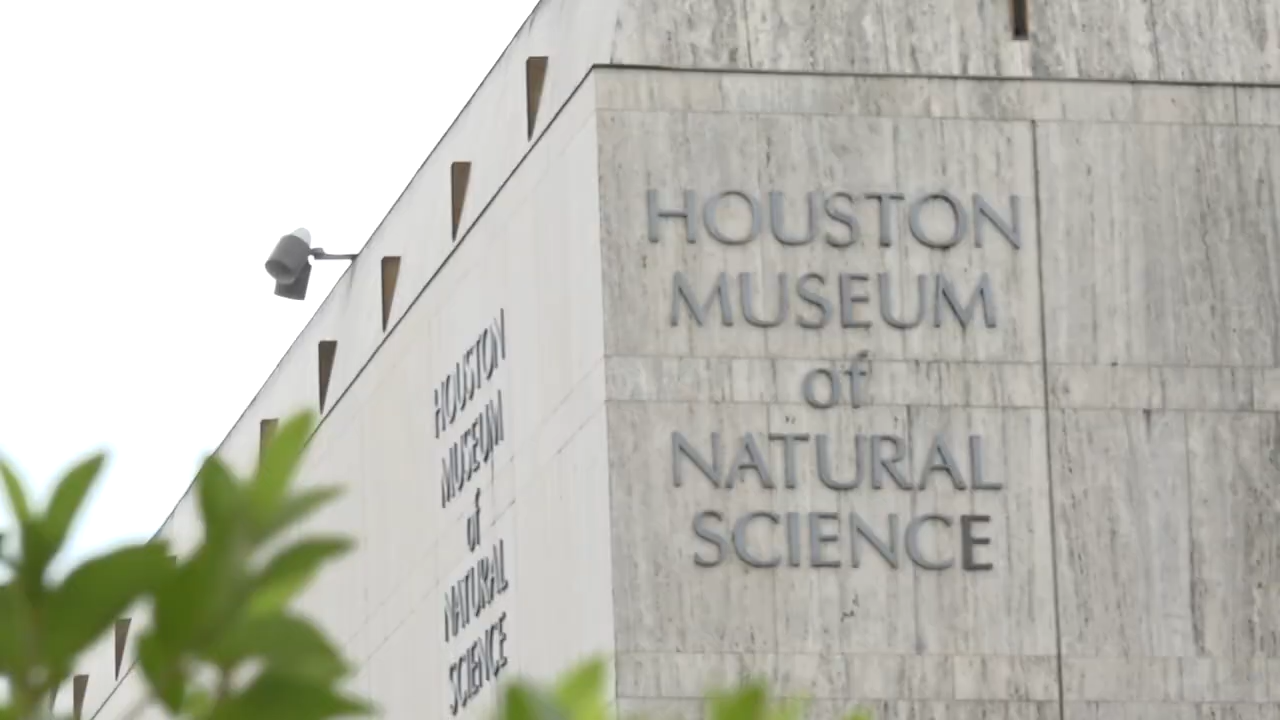 HOUSTON
MUSEUM
of
NATURAL
SCIENCE
HOUSTON
MUSEUM
of
NATURAL
SCIENCE